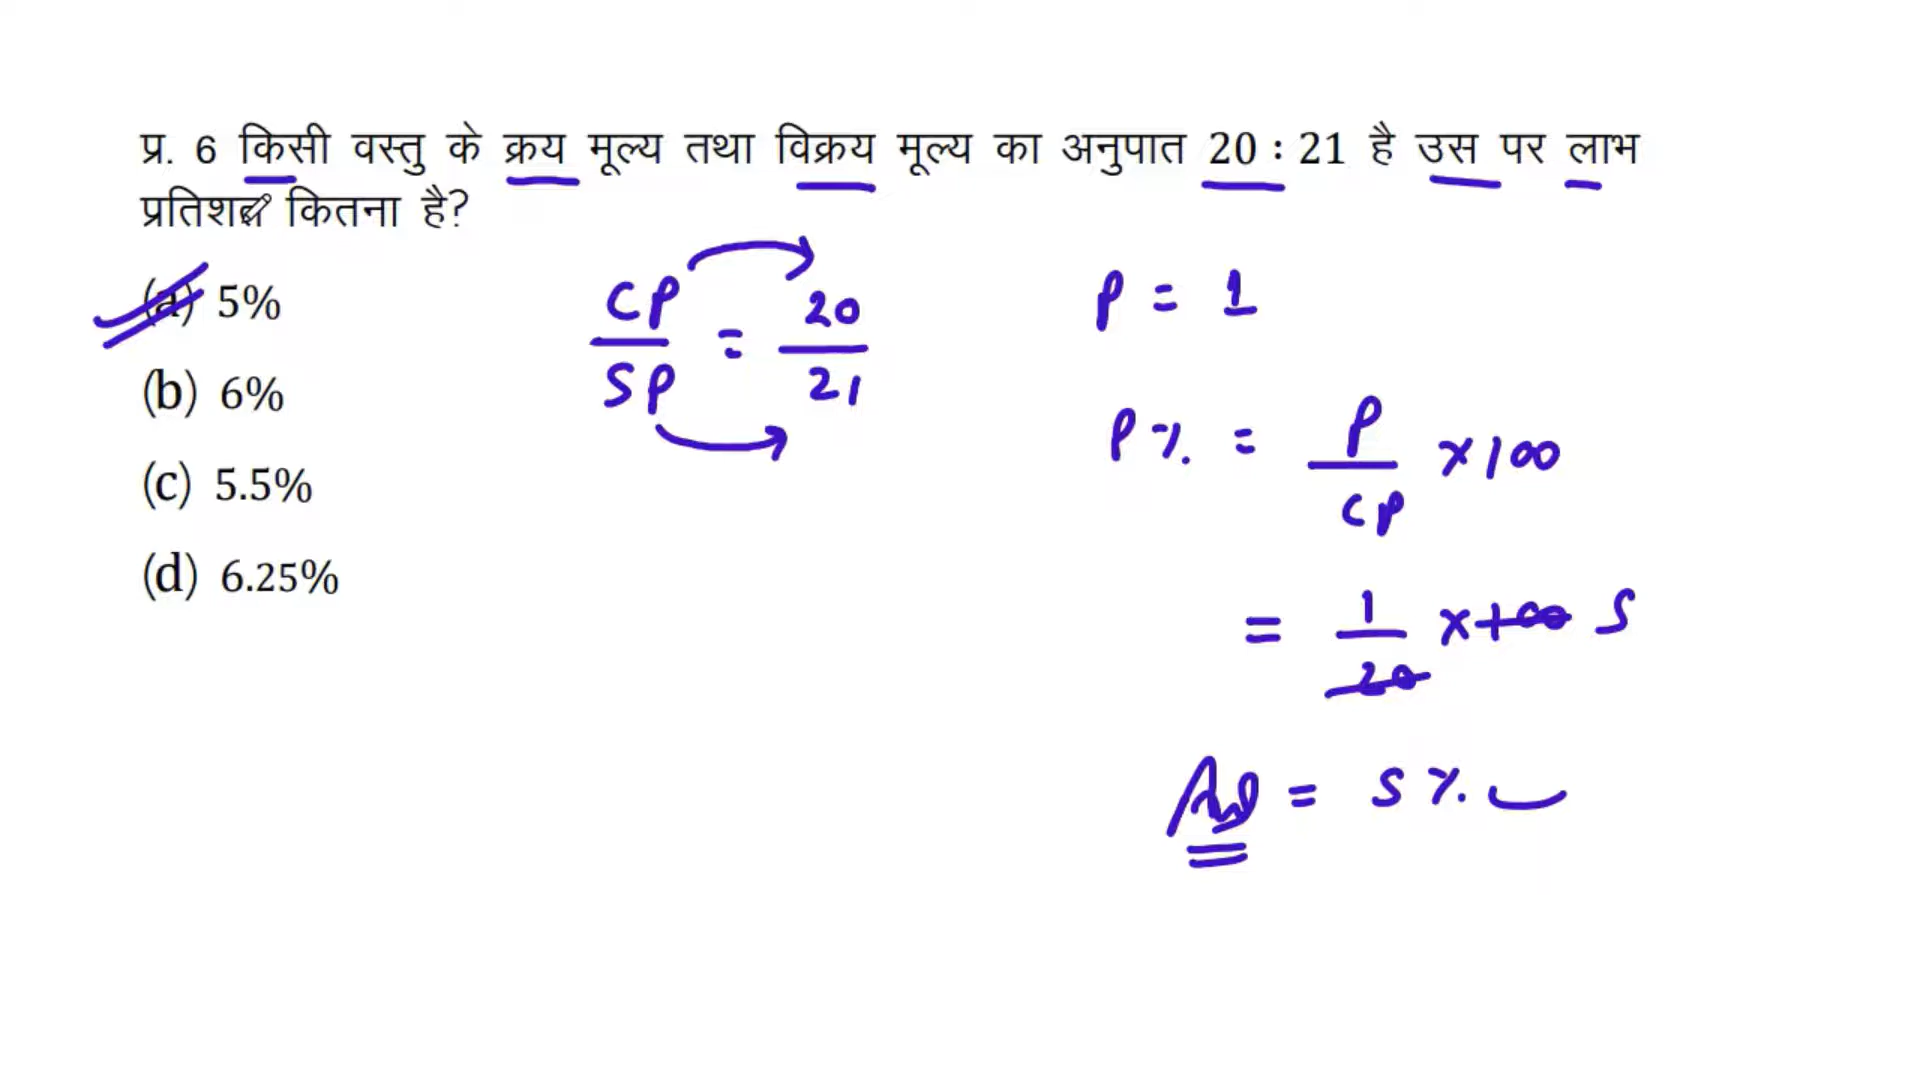 प्र. 6 किसी वस्तु के क्रय मूल्य तथा विक्रय मूल्य का अनुपात 20 : 21 है उस पर लाभ
प्रतिशत कितना है?
(a) 5%
(b) 6%
(c) 5.5%
(d) 6.25%
CP
SP
=
20
21
P = 1
P% = P/CP ×100
= 1/20 ×100 5
Ans = 5%